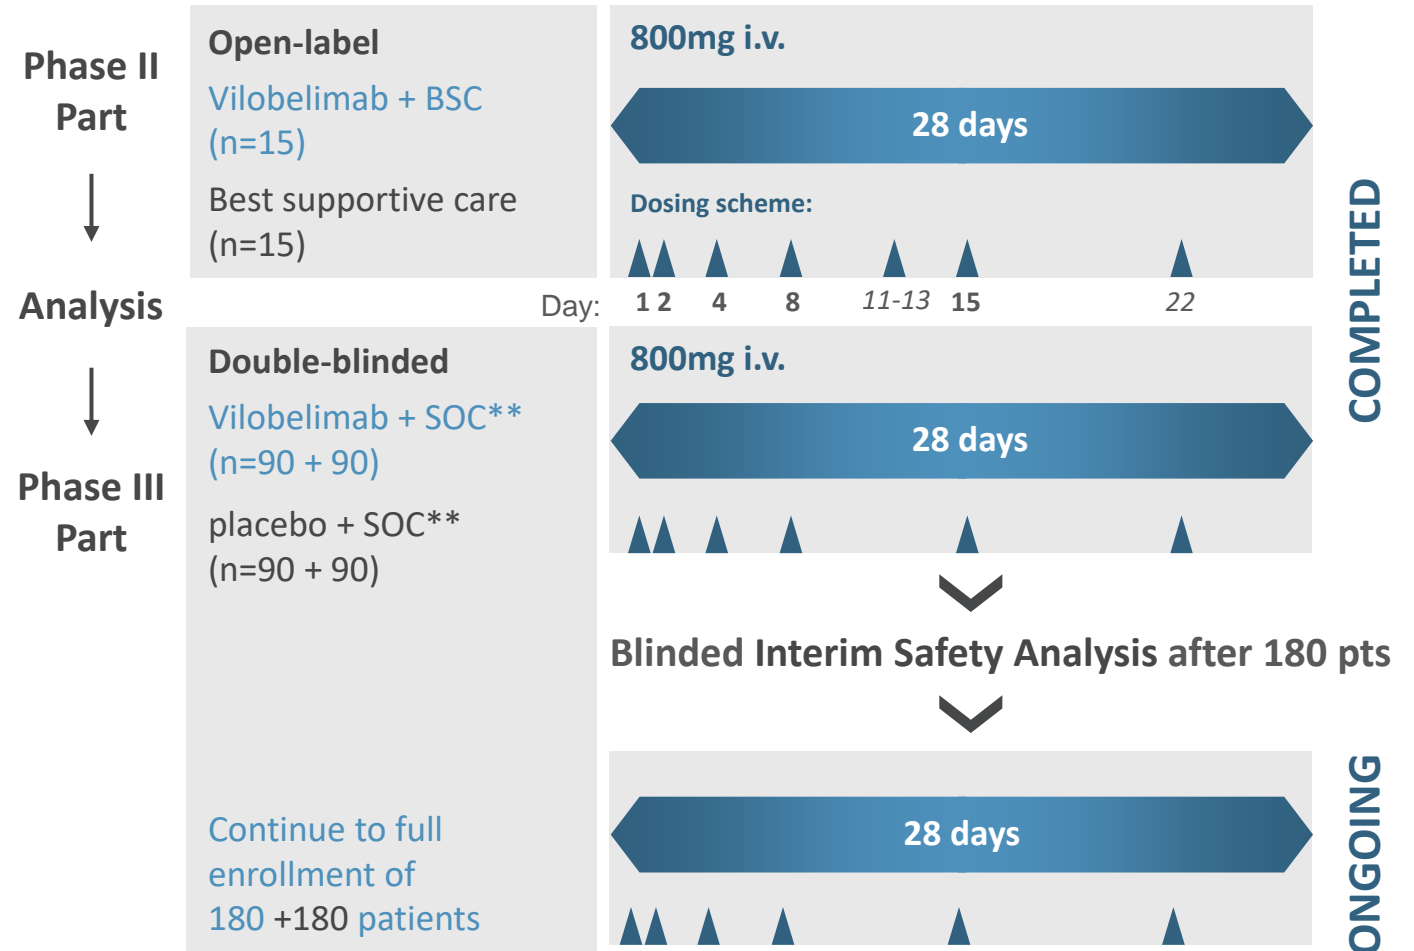 Phase II
Part
Analysis
Phase III
Part
Open-label
Vilobelimab + BSC
(n=15)
Best supportive care
(n=15)
800mg i.v.
28 days
Dosing scheme:
Day: 1 2 4 8 11-13 15 22
COMPLETED
Double-blinded
Vilobelimab + SOC**
(n=90 + 90)
placebo + SOC**
(n=90 + 90)
800mg i.v.
28 days
Blinded Interim Safety Analysis after 180 pts
Continue to full
enrollment of
180 +180 patients
28 days
ONGOING